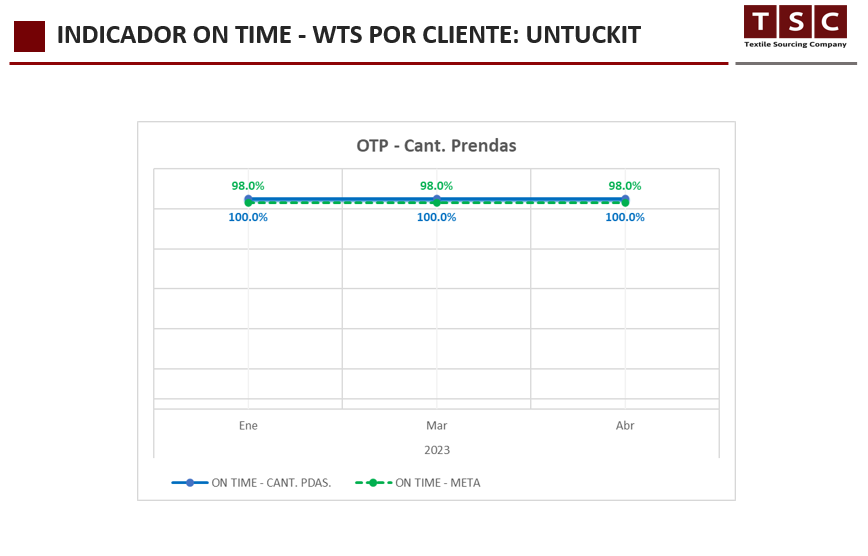 INDICADOR ON TIME - WTS POR CLIENTE: UNTUCKIT
TSC
Textile Sourcing Company
OTP - Cant. Prendas
98.0% 98.0% 98.0%
100.0% 100.0% 100.0%
Ene Mar Abr
2023
ON TIME - CANT. PDAS. ON TIME - META